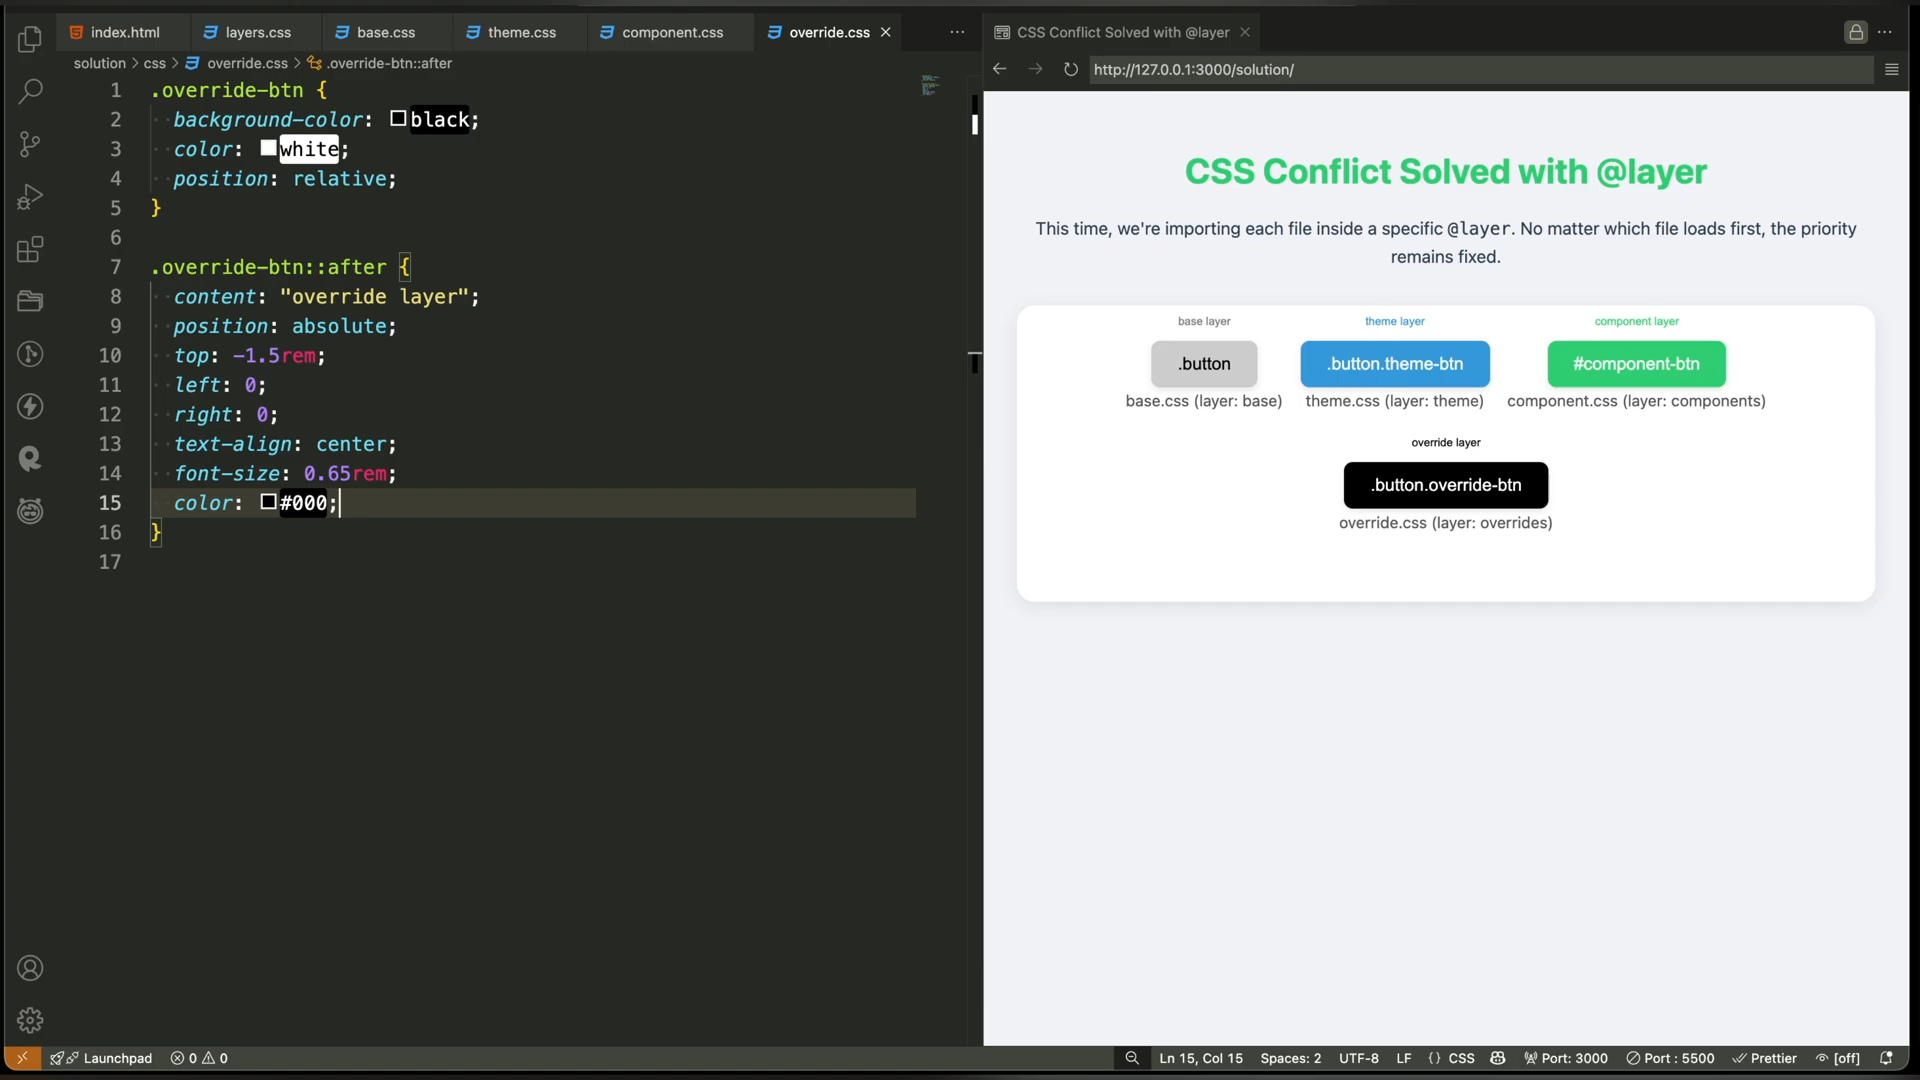 index.html layers.css base.css theme.css component.css override.css
solution > css > override.css > .override-btn::after
1 .override-btn {
2 background-color: black;
3 color: white;
4 position: relative;
5 }
6
7 .override-btn::after {
8 content: "override layer";
9 position: absolute;
10 top: -1.5rem;
11 left: 0;
12 right: 0;
13 text-align: center;
14 font-size: 0.65rem;
15 color: #000;
16 }
17
CSS Conflict Solved with @layer
http://127.0.0.1:3000/solution/
CSS Conflict Solved with @layer
This time, we're importing each file inside a specific @layer. No matter which file loads first, the priority
remains fixed.
base layer theme layer component layer
.button .button.theme-btn #component-btn
base.css (layer: base) theme.css (layer: theme) component.css (layer: components)
override layer
.button.override-btn
override.css (layer: overrides)
Launchpad 0 0 Ln 15, Col 15 Spaces: 2 UTF-8 LF {} CSS Port: 3000 Port : 5500 Prettier [off]